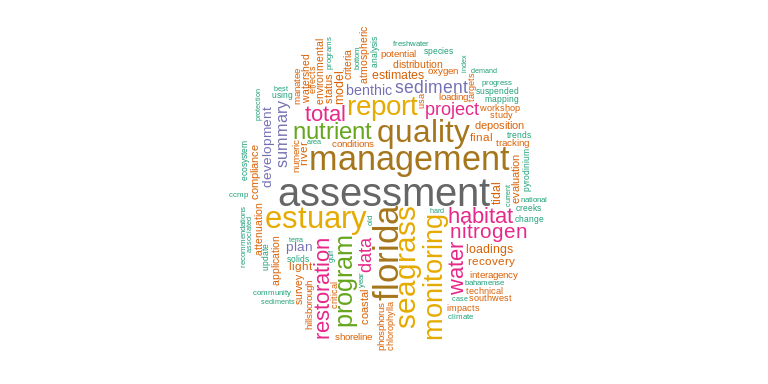 freshwater
species
potential
analysis
atmospheric
bottom
criteria
programs
environmental
effects
watershed
manatee
status
model
distribution
index
demand
oxygen
estimates
progress
suspended
targets
mapping
best
using
protection
benthic
sediment
loading
usa
workshop
study
total
report
project
deposition
trends
tracking
final
summary
development
nutrient
quality
conditions
area
river
numeric
management
ecosystem
compliance
evaluation
pyrodinium
assessment
tidal
current
national
creeks
change
ccmp
estuary
old
florida
seagrass
hard
habitat
nitrogen
monitoring
water
recommendations
associated
attenuation
update
application
terra
plan
solids
light
gulf
data
program
restoration
loadings
recovery
interagency
bahamense
technical
case
southwest
impacts
climate
community
sediments
survey
hillsborough
critical
year
coastal
shoreline
phosphorus
chlorophylla